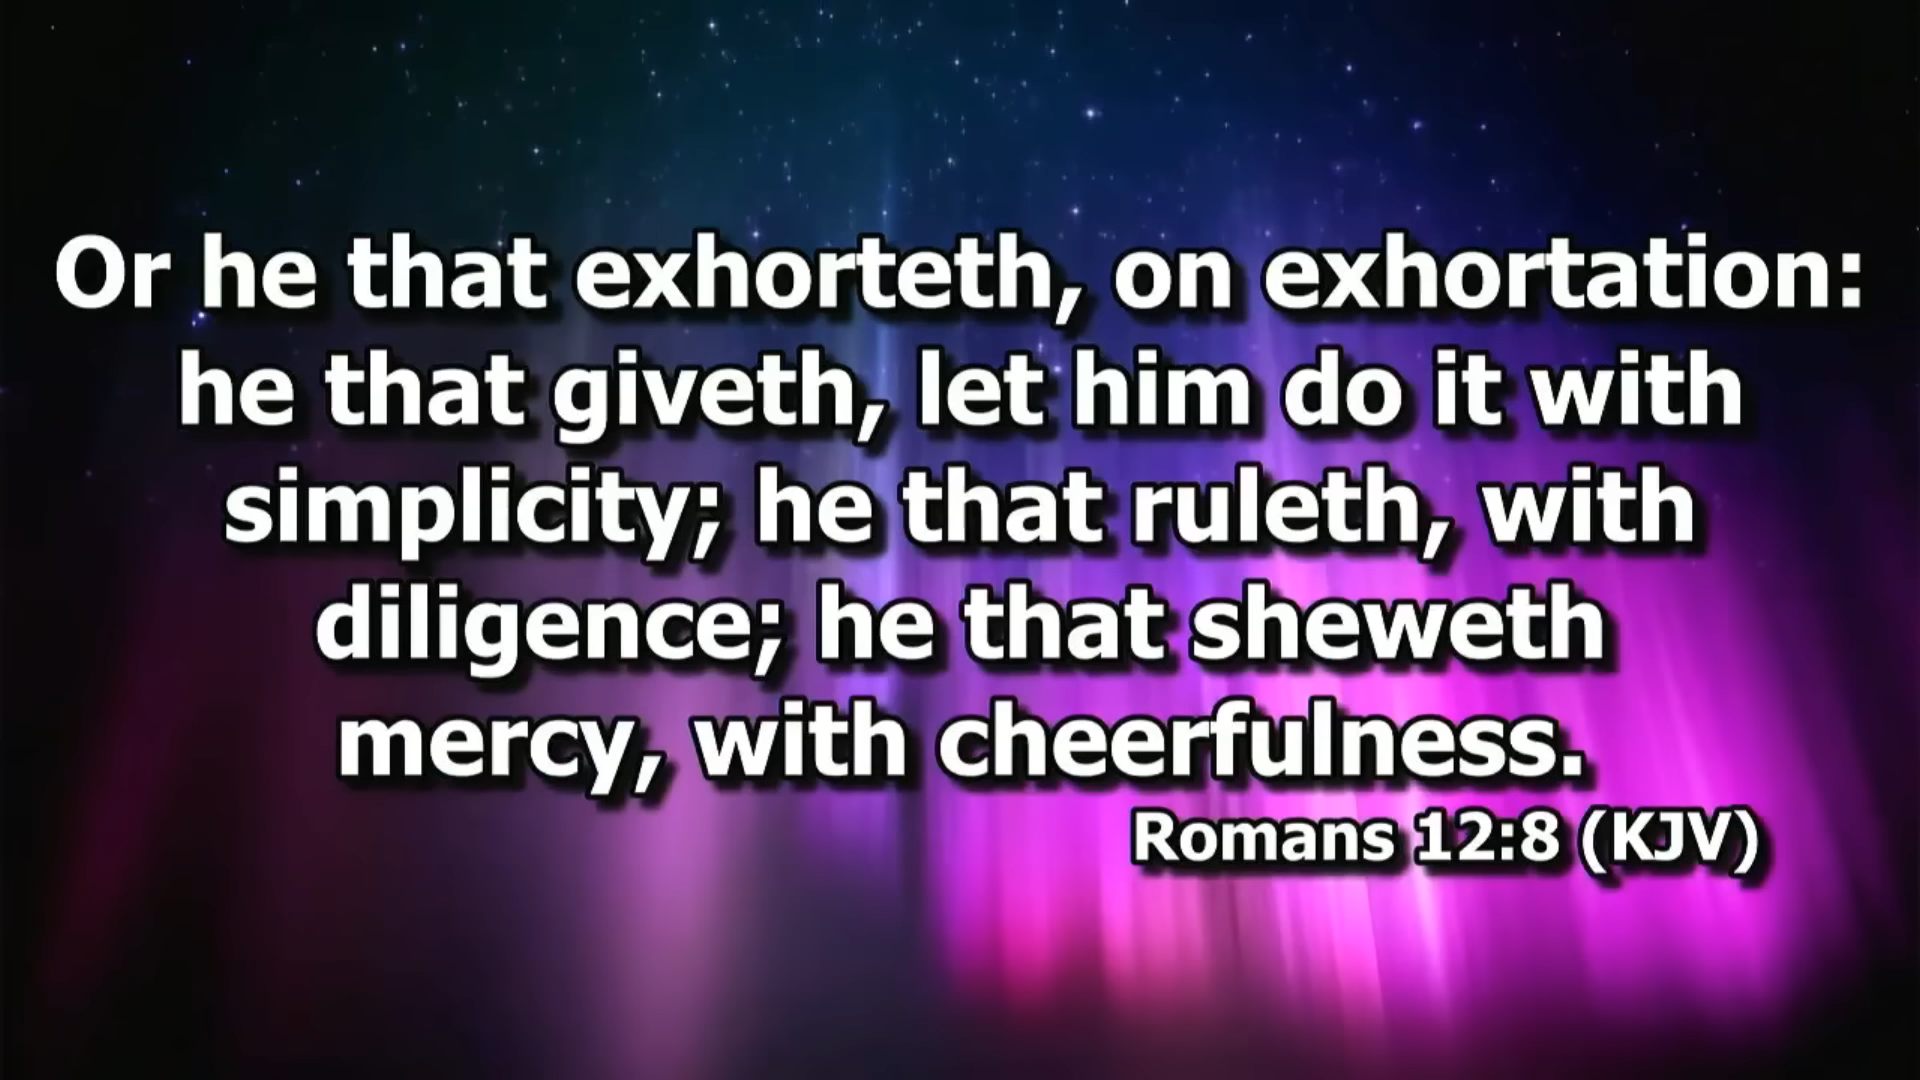 Or he that exhorteth, on exhortation:
he that giveth, let him do it with
simplicity; he that ruleth, with
diligence; he that sheweth
mercy, with cheerfulness.
Romans 12:8 (KJV)